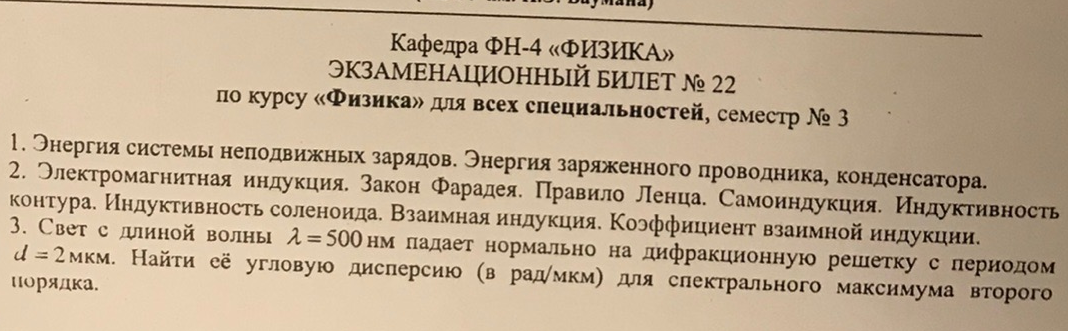 Кафедра ФН-4 «ФИЗИКА»
ЭКЗАМЕНАЦИОННЫЙ БИЛЕТ № 22
по курсу «Физика» для всех специальностей, семестр № 3
1. Энергия системы неподвижных зарядов. Энергия заряженного проводника, конденсатора.
2. Электромагнитная индукция. Закон Фарадея. Правило Ленца. Самоиндукция. Индуктивность
контура. Индуктивность соленоида. Взаимная индукция. Коэффициент взаимной индукции.
3. Свет с длиной волны λ = 500 нм падает нормально на дифракционную решетку с периодом
d = 2 мкм. Найти её угловую дисперсию (в рад/мкм) для спектрального максимума второго
порядка.